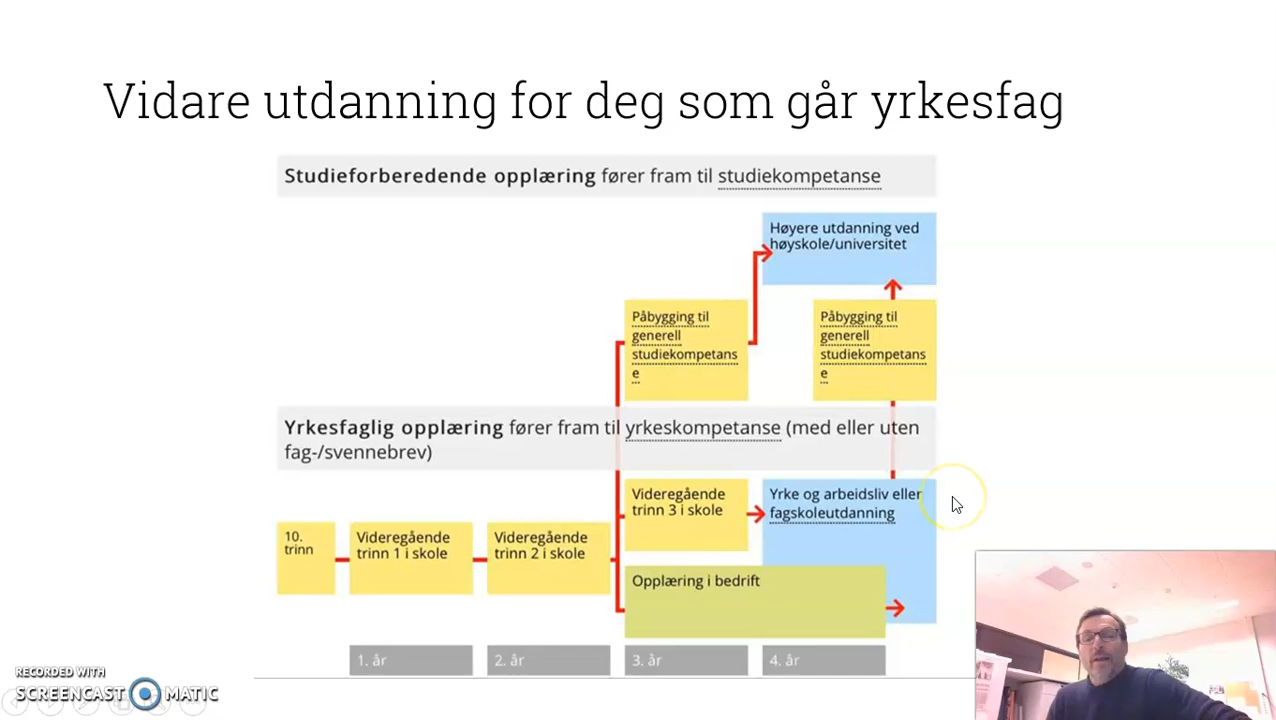 Vidare utdanning for deg som går yrkesfag
Studieforberedende opplæring fører fram til studiekompetanse
Høyere utdanning ved
høyskole/universitet
Påbygging til
generell
studiekompetans
e
Påbygging til
generell
studiekompetans
e
Yrkesfaglig opplæring fører fram til yrkeskompetanse (med eller uten
fag-/svennebrev)
Videregående
trinn 3 i skole
Yrke og arbeidsliv eller
fagskoleutdanning
10.
trinn
Videregående
trinn 1 i skole
Videregående
trinn 2 i skole
Opplæring i bedrift
1. år
2. år
3. år
4. år
RECORDED WITH
SCREENCAST MATIC